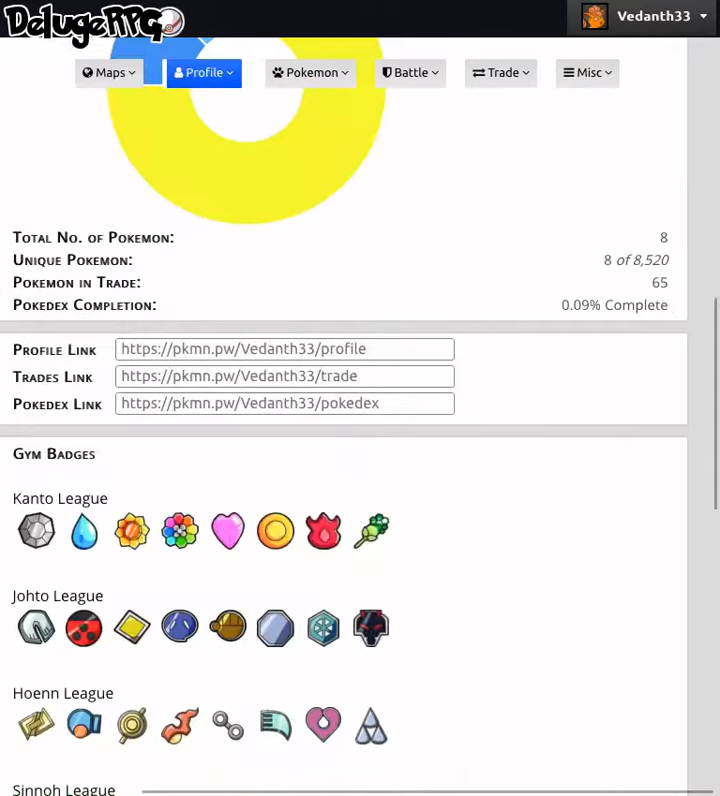 DelugeRPG
Vedanth33
Maps
Profile
Pokemon
Battle
Trade
Misc
Total No. of Pokemon: 8
Unique Pokemon: 8 of 8,520
Pokemon in Trade: 65
Pokedex Completion: 0.09% Complete
Profile Link https://pkmn.pw/Vedanth33/profile
Trades Link https://pkmn.pw/Vedanth33/trade
Pokedex Link https://pkmn.pw/Vedanth33/pokedex
Gym Badges
Kanto League
Johto League
Hoenn League
Sinnoh League